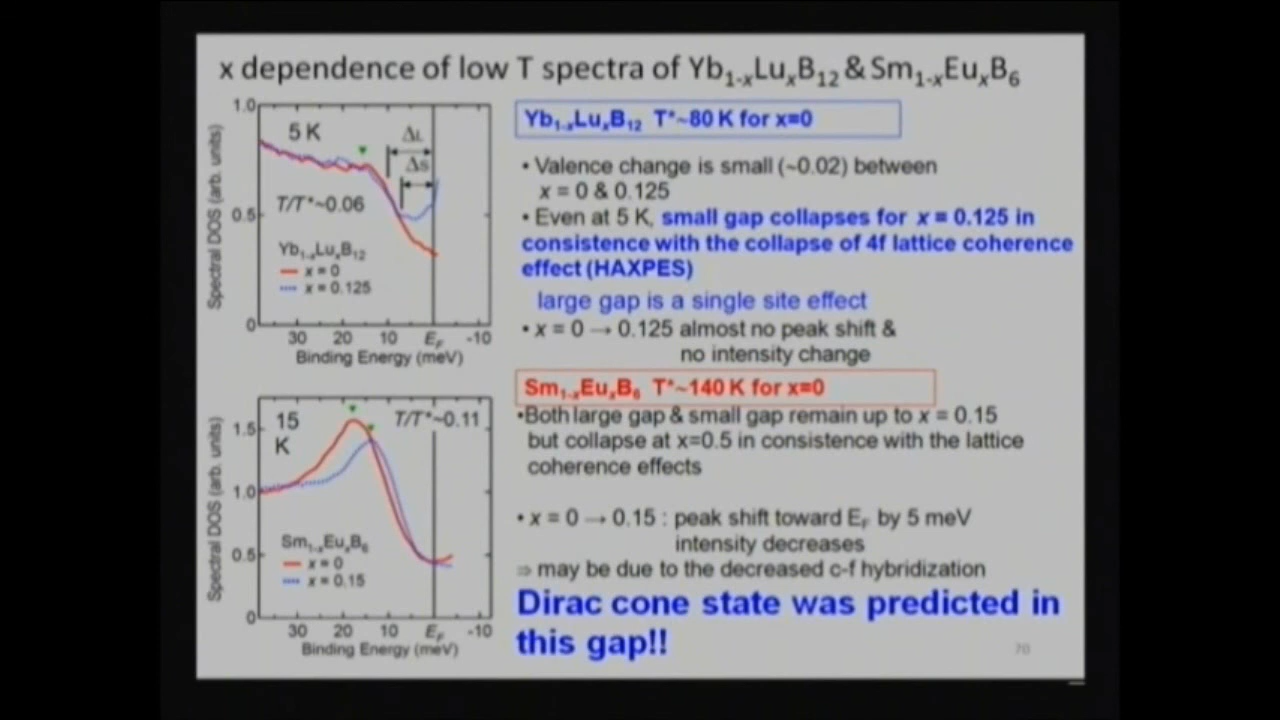 x dependence of low T spectra of Yb1-xLuxB12 & Sm1-xEuxB6
1.0
5 K
ΔL
ΔS
0.5
T/T*~0.06
Yb1-xLuxB12
x = 0
x = 0.125
0
30 20 10 EF -10
Binding Energy (meV)
Spectral DOS (arb. units)
Yb1-xLuxB12 T*~80 K for x=0
• Valence change is small (~0.02) between
x = 0 & 0.125
• Even at 5 K, small gap collapses for x = 0.125 in
consistence with the collapse of 4f lattice coherence
effect (HAXPES)
large gap is a single site effect
• x = 0 → 0.125 almost no peak shift &
no intensity change
1.5
15
K
T/T*~0.11
1.0
0.5
Sm1-xEuxB6
x = 0
x = 0.15
0
30 20 10 EF -10
Binding Energy (meV)
Spectral DOS (arb. units)
Sm1-xEuxB6 T*~140 K for x=0
•Both large gap & small gap remain up to x = 0.15
but collapse at x=0.5 in consistence with the lattice
coherence effects
• x = 0 → 0.15 : peak shift toward EF by 5 meV
intensity decreases
⇒ may be due to the decreased c-f hybridization
Dirac cone state was predicted in
this gap!!
70